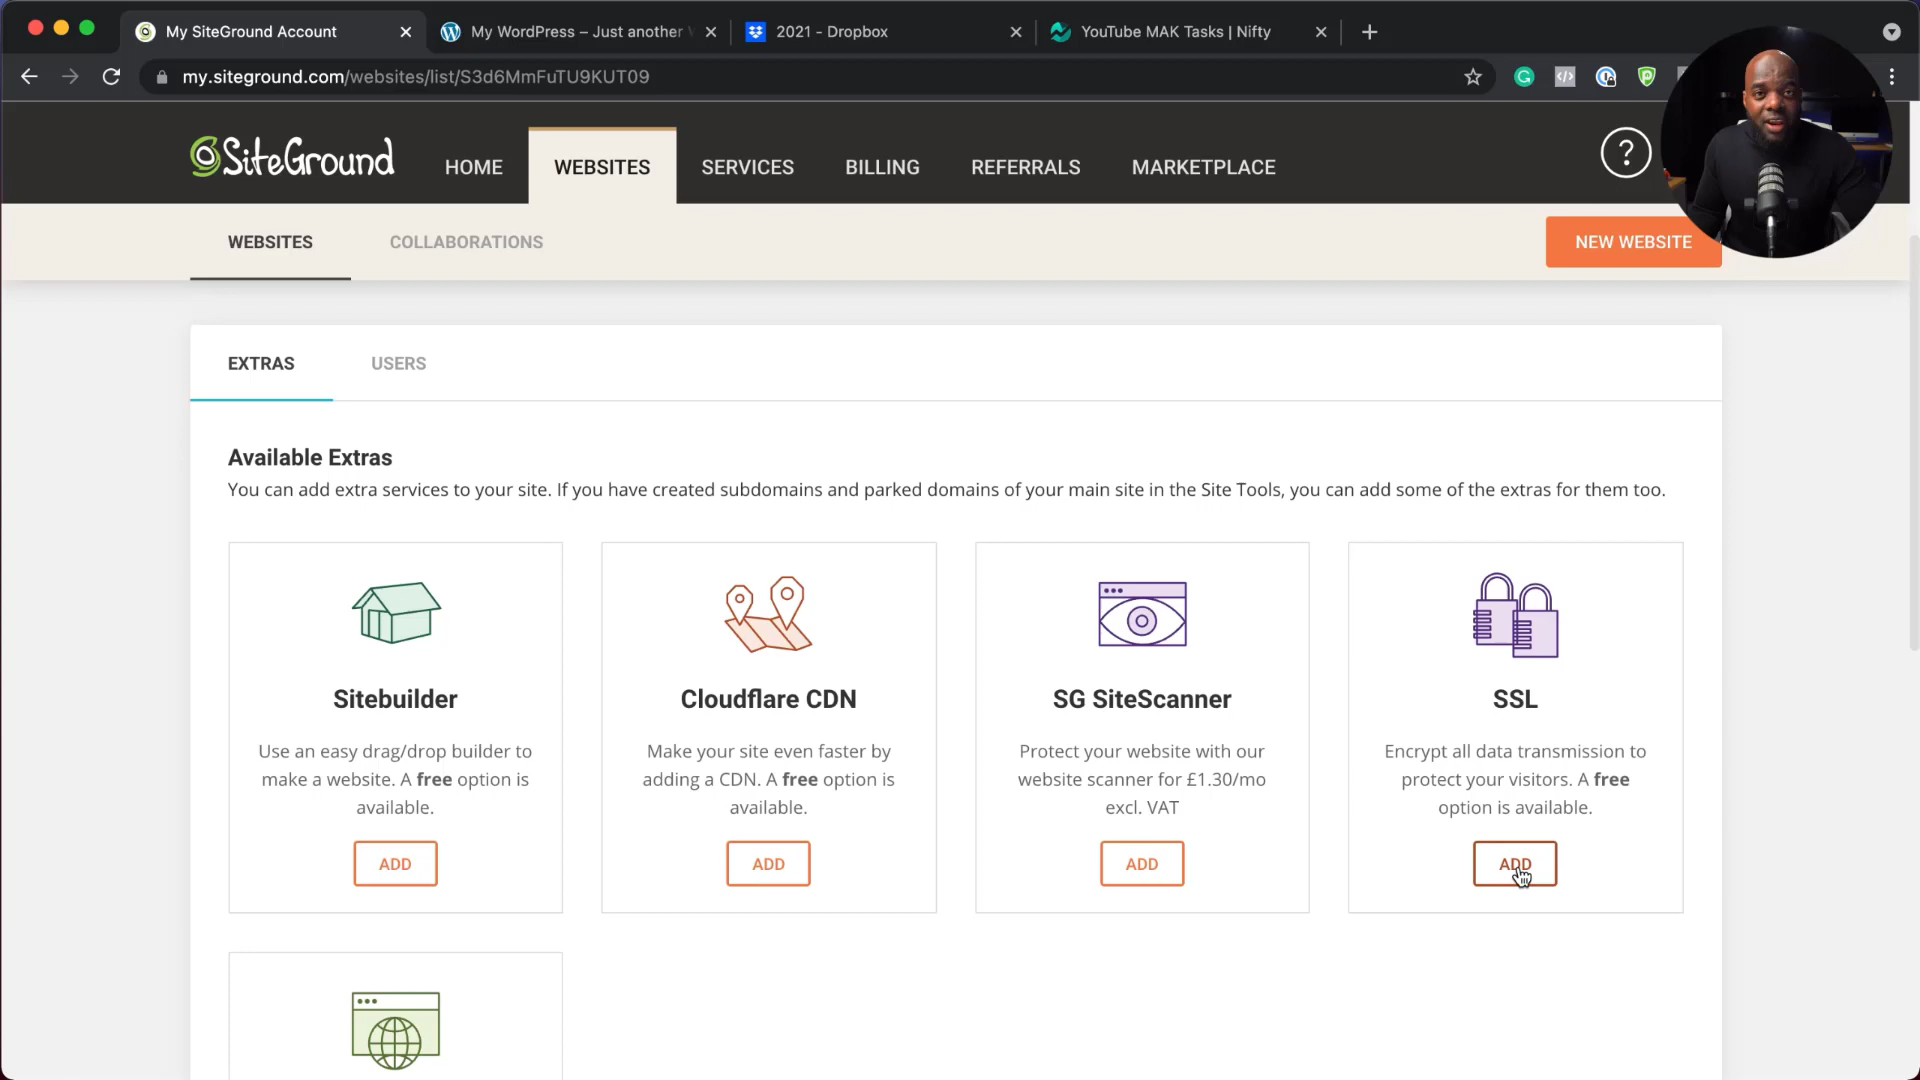 My SiteGround Account
My WordPress – Just another
2021 - Dropbox
YouTube MAK Tasks | Nifty
my.siteground.com/websites/list/S3d6MmFuTU9KUT09
SiteGround
HOME
WEBSITES
SERVICES
BILLING
REFERRALS
MARKETPLACE
?
WEBSITES
COLLABORATIONS
NEW WEBSITE
EXTRAS
USERS
Available Extras
You can add extra services to your site. If you have created subdomains and parked domains of your main site in the Site Tools, you can add some of the extras for them too.
Sitebuilder
Use an easy drag/drop builder to
make a website. A free option is
available.
ADD
Cloudflare CDN
Make your site even faster by
adding a CDN. A free option is
available.
ADD
SG SiteScanner
Protect your website with our
website scanner for £1.30/mo
excl. VAT
ADD
SSL
Encrypt all data transmission to
protect your visitors. A free
option is available.
ADD